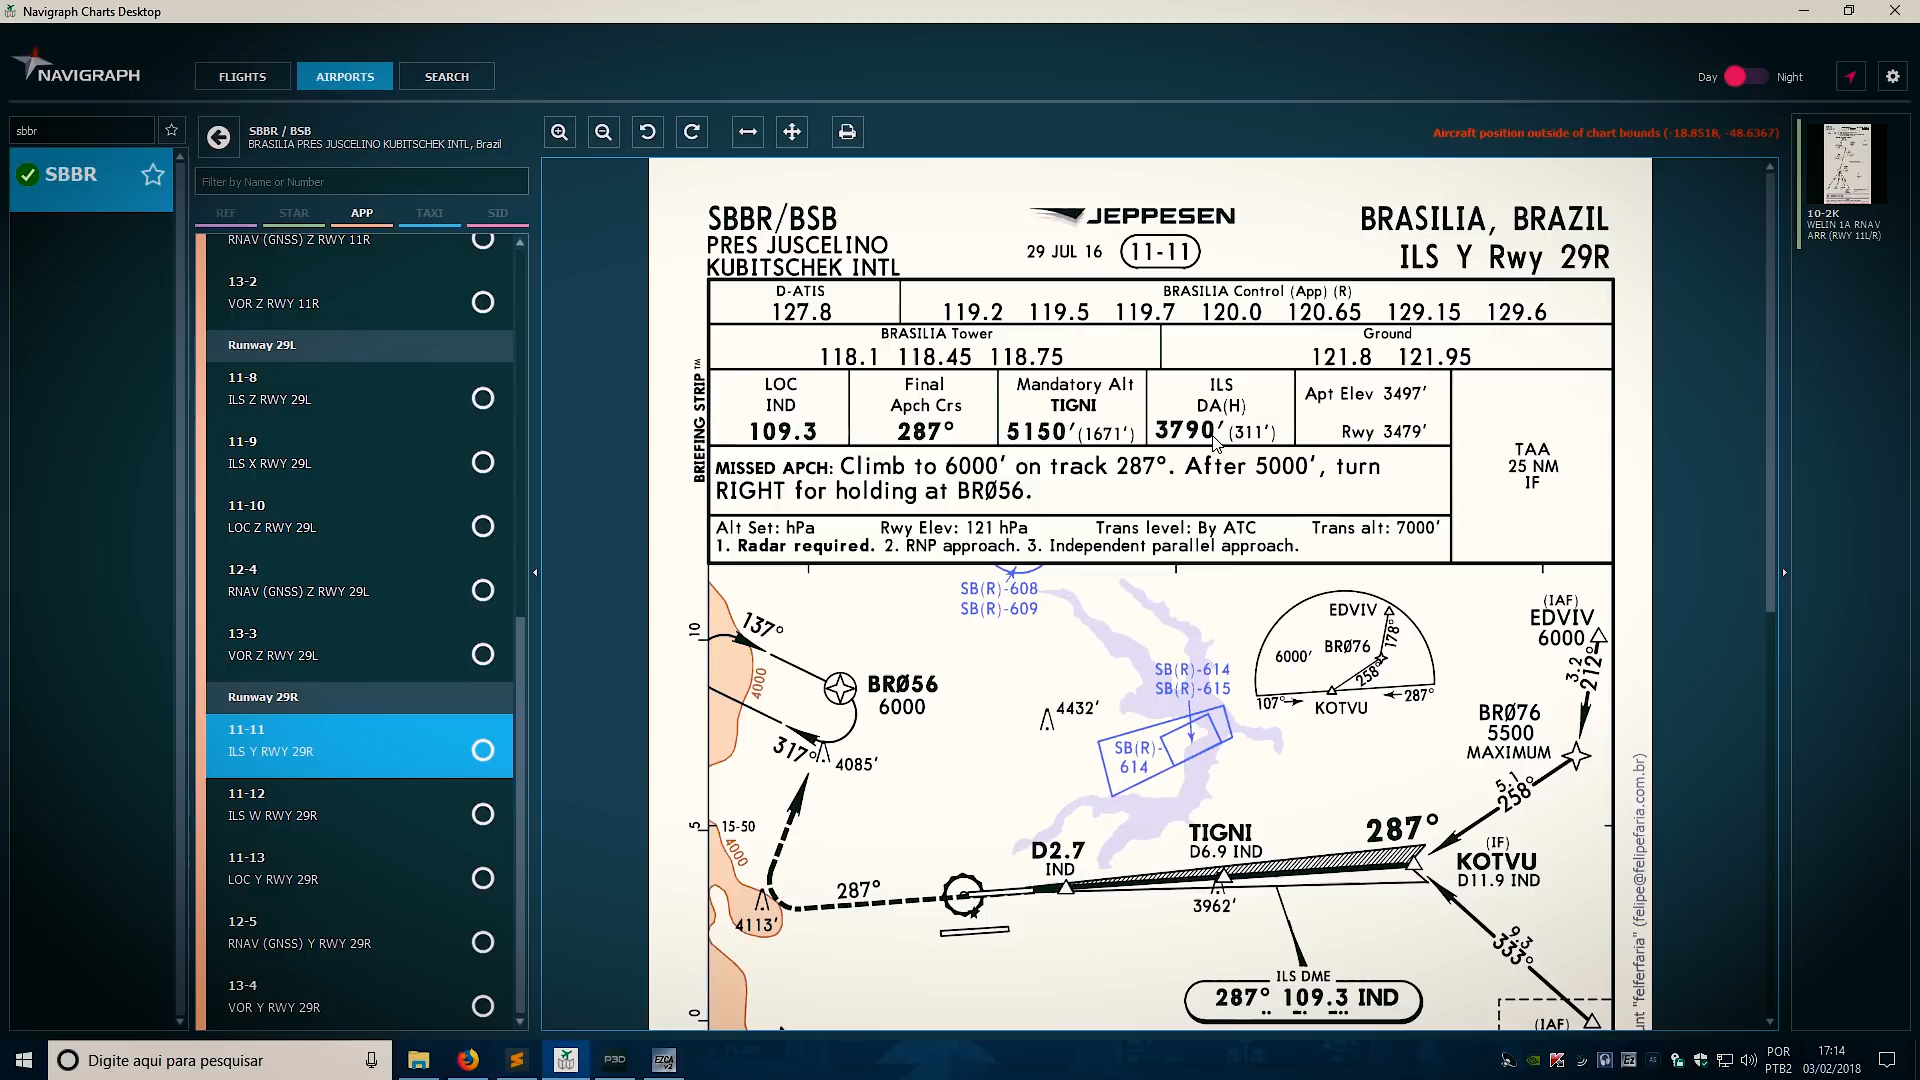 Navigraph Charts Desktop
NAVIGRAPH
FLIGHTS
AIRPORTS
SEARCH
Day
Night
sbbr
SBBR / BSB
BRASILIA PRES JUSCELINO KUBITSCHEK INTL, Brazil
Aircraft position outside of chart bounds (-18.8518, -48.6367)
SBBR
Filter by Name or Number
REF
STAR
APP
TAXI
SID
RNAV (GNSS) Z RWY 11R
13-2
VOR Z RWY 11R
Runway 29L
11-8
ILS Z RWY 29L
11-9
ILS X RWY 29L
11-10
LOC Z RWY 29L
12-4
RNAV (GNSS) Z RWY 29L
13-3
VOR Z RWY 29L
Runway 29R
11-11
ILS Y RWY 29R
11-12
ILS W RWY 29R
11-13
LOC Y RWY 29R
12-5
RNAV (GNSS) Y RWY 29R
13-4
VOR Y RWY 29R
SBBR/BSB
PRES JUSCELINO
KUBITSCHEK INTL
JEPPESEN
29 JUL 16
11-11
BRASILIA, BRAZIL
ILS Y Rwy 29R
D-ATIS
127.8
BRASILIA Control (App) (R)
119.2 119.5 119.7 120.0 120.65 129.15 129.6
BRASILIA Tower
118.1 118.45 118.75
Ground
121.8 121.95
BRIEFING STRIP™
LOC
IND
109.3
Final
Apch Crs
287°
Mandatory Alt
TIGNI
5150'(1671')
ILS
DA(H)
3790'(311')
Apt Elev 3497'
Rwy 3479'
MISSED APCH: Climb to 6000' on track 287°. After 5000', turn
RIGHT for holding at BRØ56.
Alt Set: hPa Rwy Elev: 121 hPa Trans level: By ATC Trans alt: 7000'
1. Radar required. 2. RNP approach. 3. Independent parallel approach.
TAA
25 NM
IF
SB(R)-608
SB(R)-609
137°
10
4000
BRØ56
6000
317°
4085'
4432'
SB(R)-614
SB(R)-615
SB(R)-
614
EDVIV
BRØ76
6000'
178°
258°
107°
287°
KOTVU
(IAF)
EDVIV
6000
3.2
212°
BRØ76
5500
MAXIMUM
5.1
258°
5
15-50
4000
D2.7
IND
TIGNI
D6.9 IND
287°
(IF)
KOTVU
D11.9 IND
287°
4113'
3962'
9.3
333°
ILS DME
287° 109.3 IND
0
(IAF)
unt "felferfaria" (felipe@felipefaria.com.br)
10-2K
WELIN 1A RNAV
ARR (RWY 11L/R)
Digite aqui para pesquisar
P3D
EZCA
v2
POR
PTB2
17:14
03/02/2018